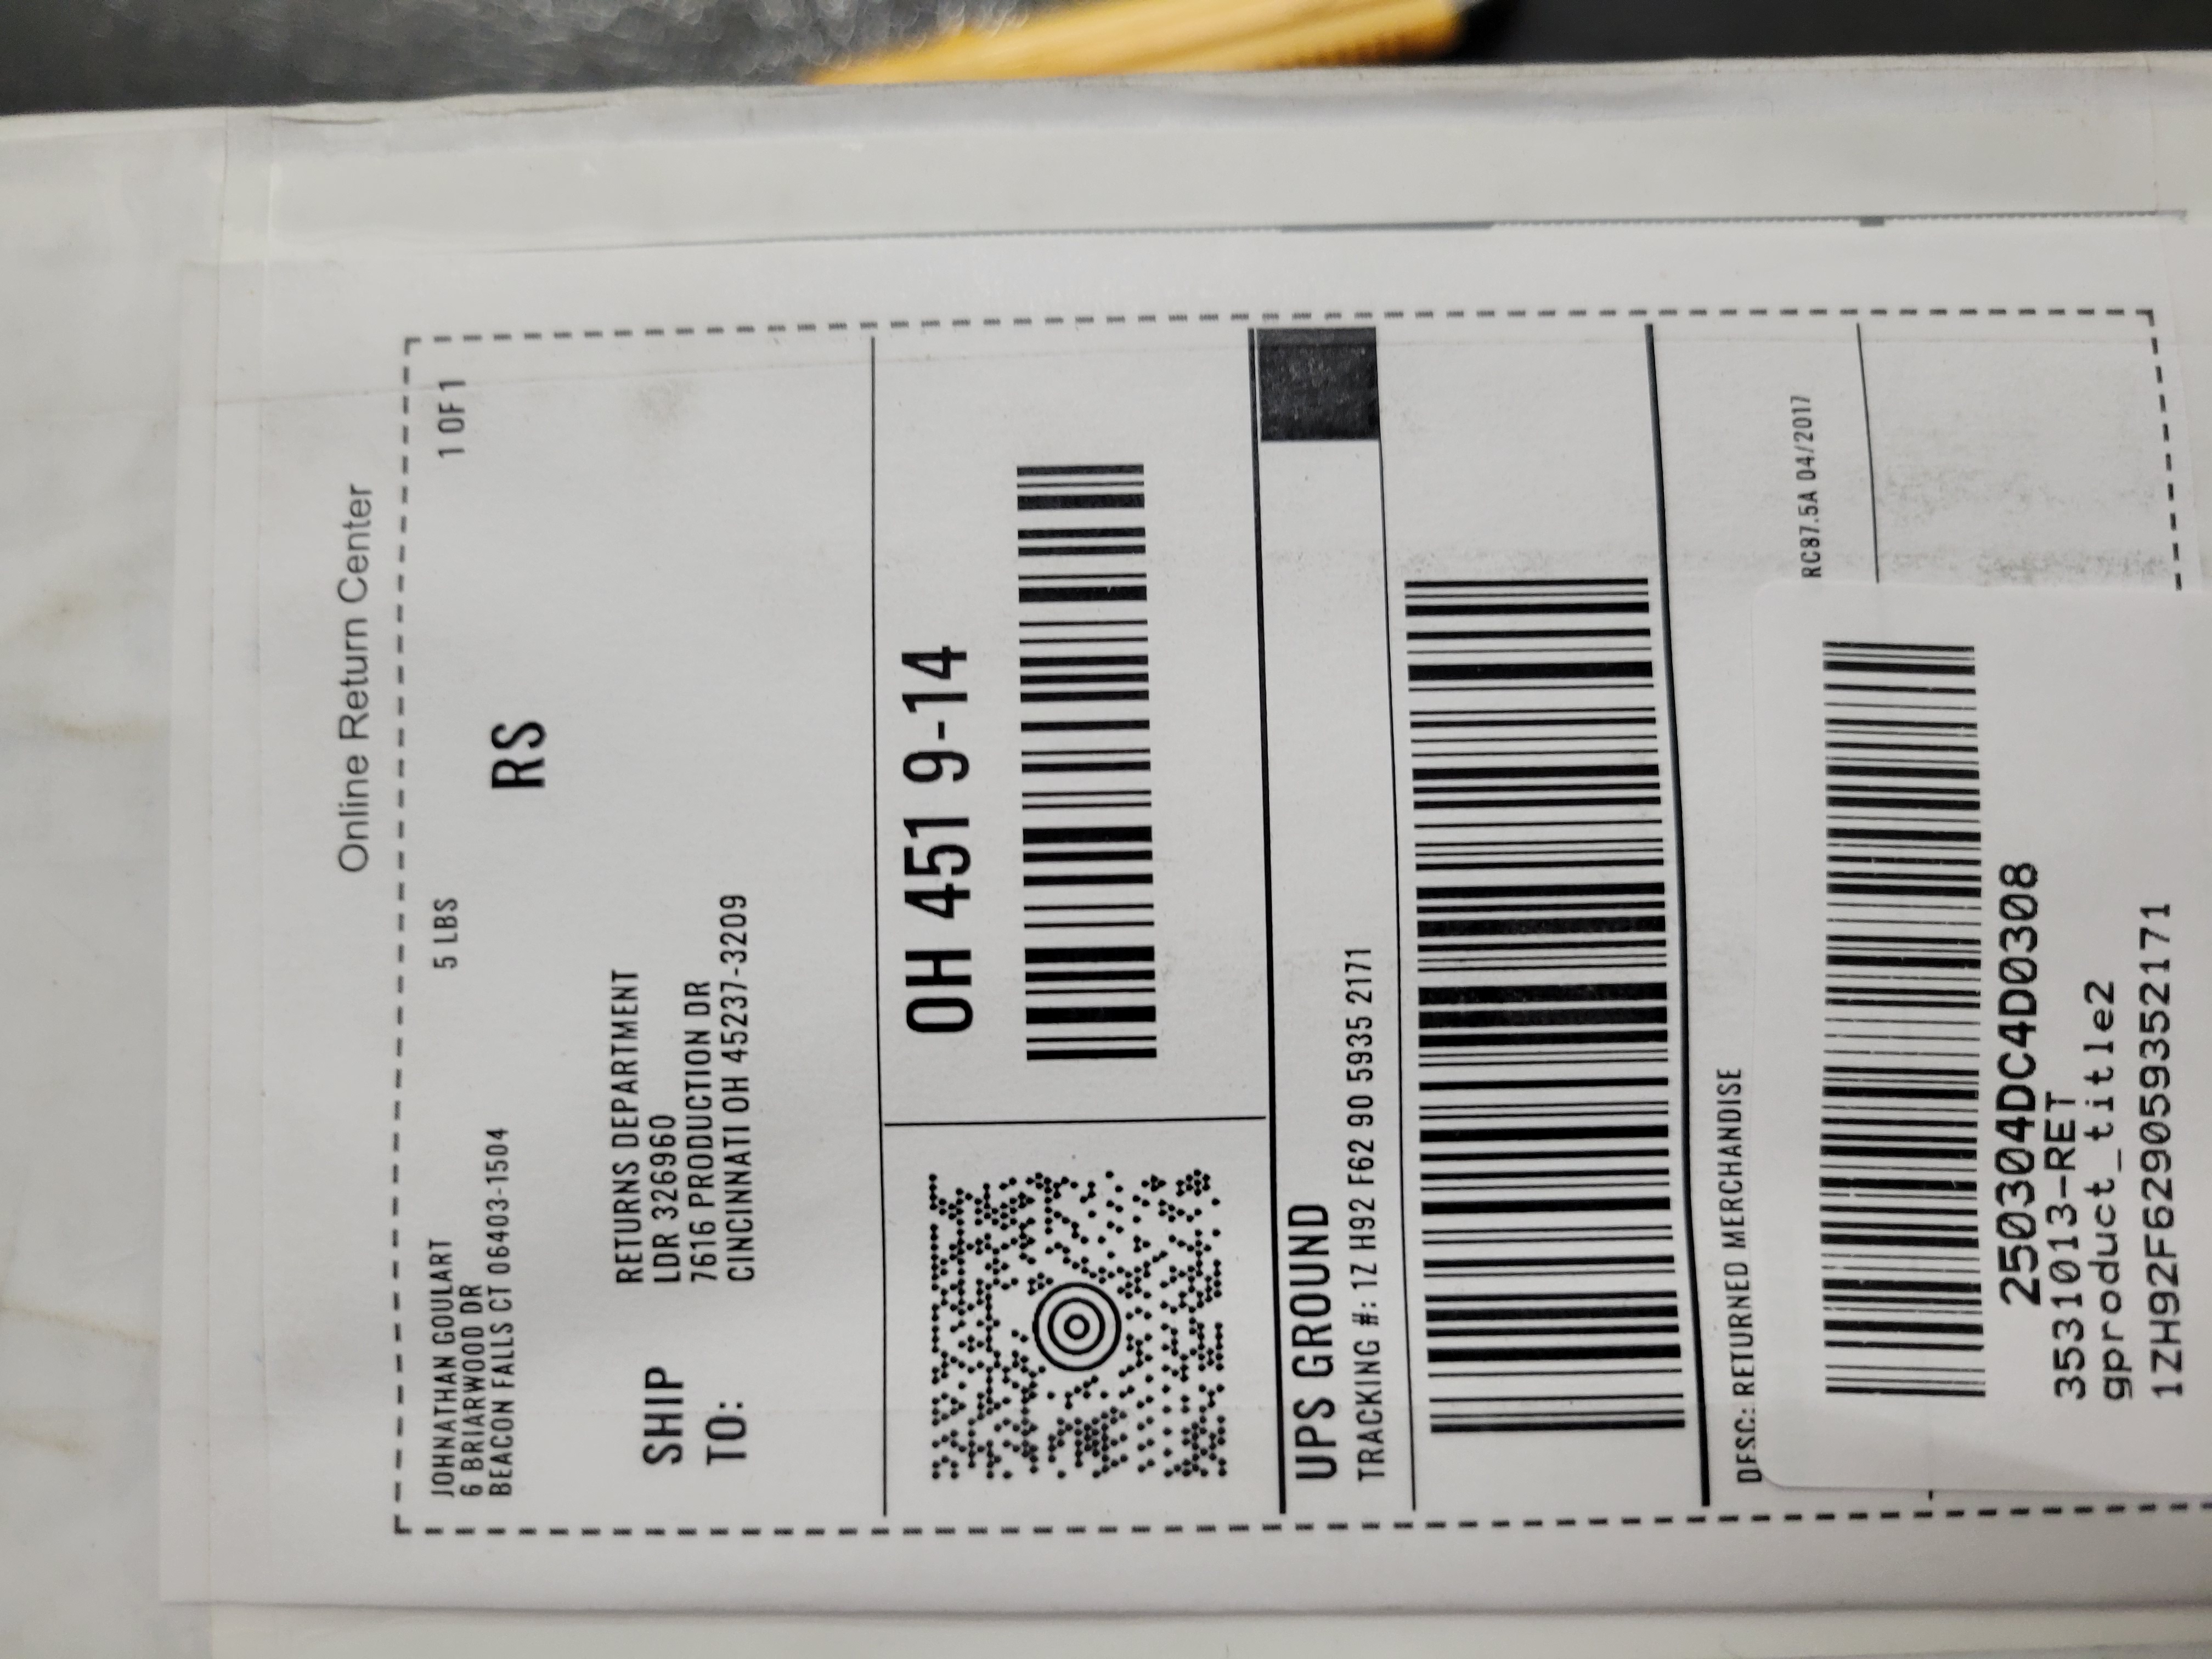 Online Return Center
JOHNATHAN GOULART
6 BRIARWOOD DR
BEACON FALLS CT 06403-1504
5 LBS
1 OF 1
RS
SHIP
TO:
RETURNS DEPARTMENT
LDR 326960
7616 PRODUCTION DR
CINCINNATI OH 45237-3209
OH 451 9-14
UPS GROUND
TRACKING #: 1Z H92 F62 90 5935 2171
DESC: RETURNED MERCHANDISE
RC87.5A 04/2017
250304DC4D0308
3531013-RET
gproduct_title2
1ZH92F629059352171